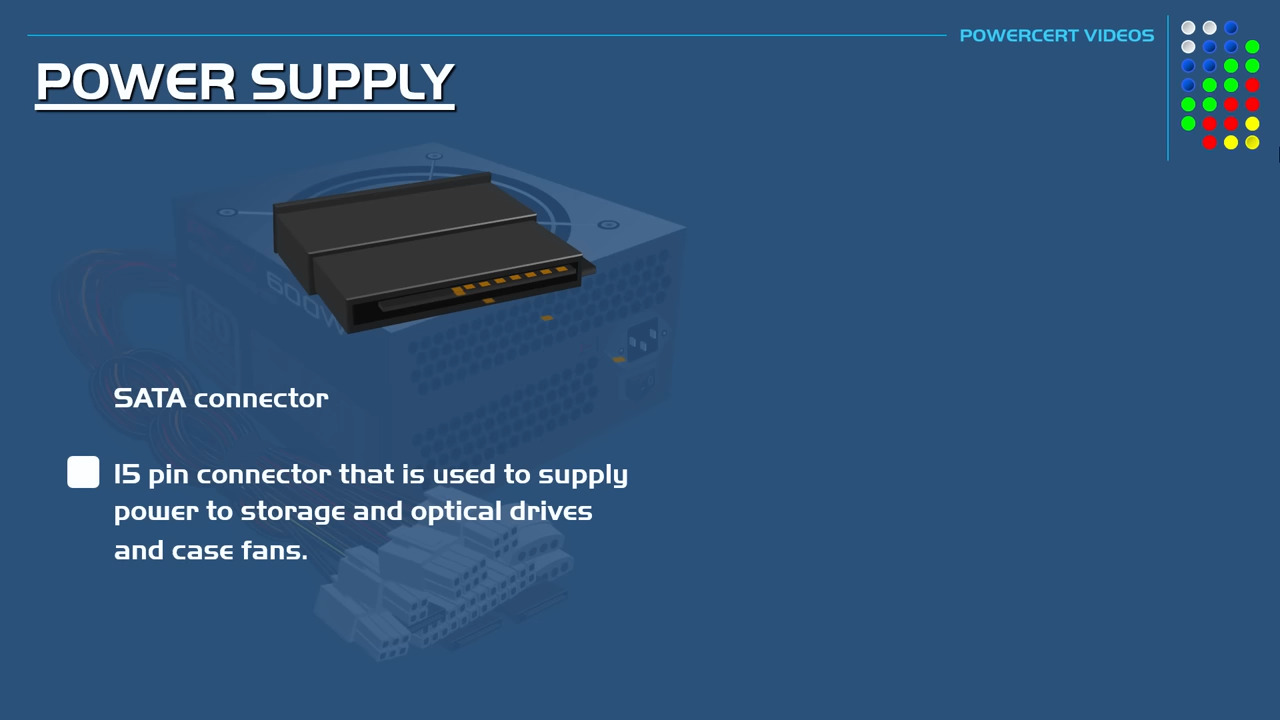 POWERCERT VIDEOS
POWER SUPPLY
600W
SATA connector
15 pin connector that is used to supply
power to storage and optical drives
and case fans.